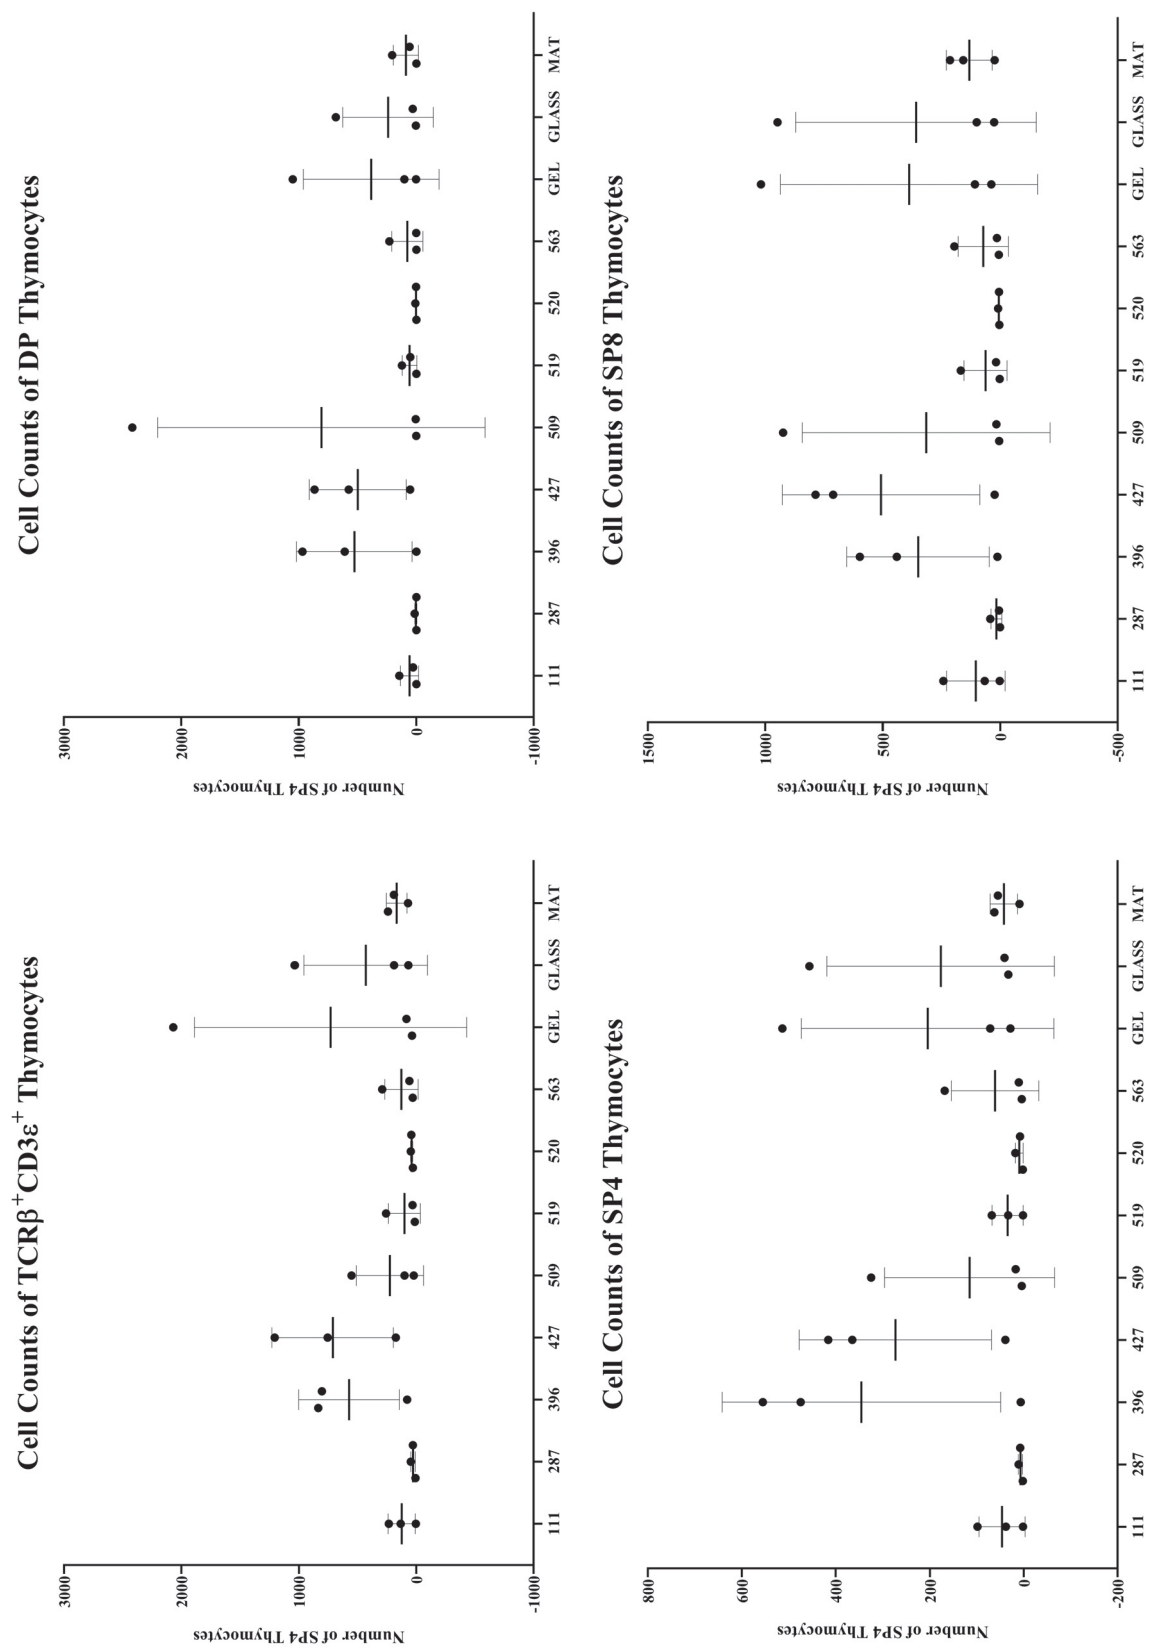 Cell Counts of TCRβ⁺CD3ε⁺ Thymocytes
Number of SP4 Thymocytes
3000
2000
1000
0
-1000
111 287 396 427 509 519 520 563 GEL GLASS MAT
Cell Counts of DP Thymocytes
Number of SP4 Thymocytes
3000
2000
1000
0
-1000
111 287 396 427 509 519 520 563 GEL GLASS MAT
Cell Counts of SP4 Thymocytes
Number of SP4 Thymocytes
800
600
400
200
0
-200
111 287 396 427 509 519 520 563 GEL GLASS MAT
Cell Counts of SP8 Thymocytes
Number of SP4 Thymocytes
1500
1000
500
0
-500
111 287 396 427 509 519 520 563 GEL GLASS MAT